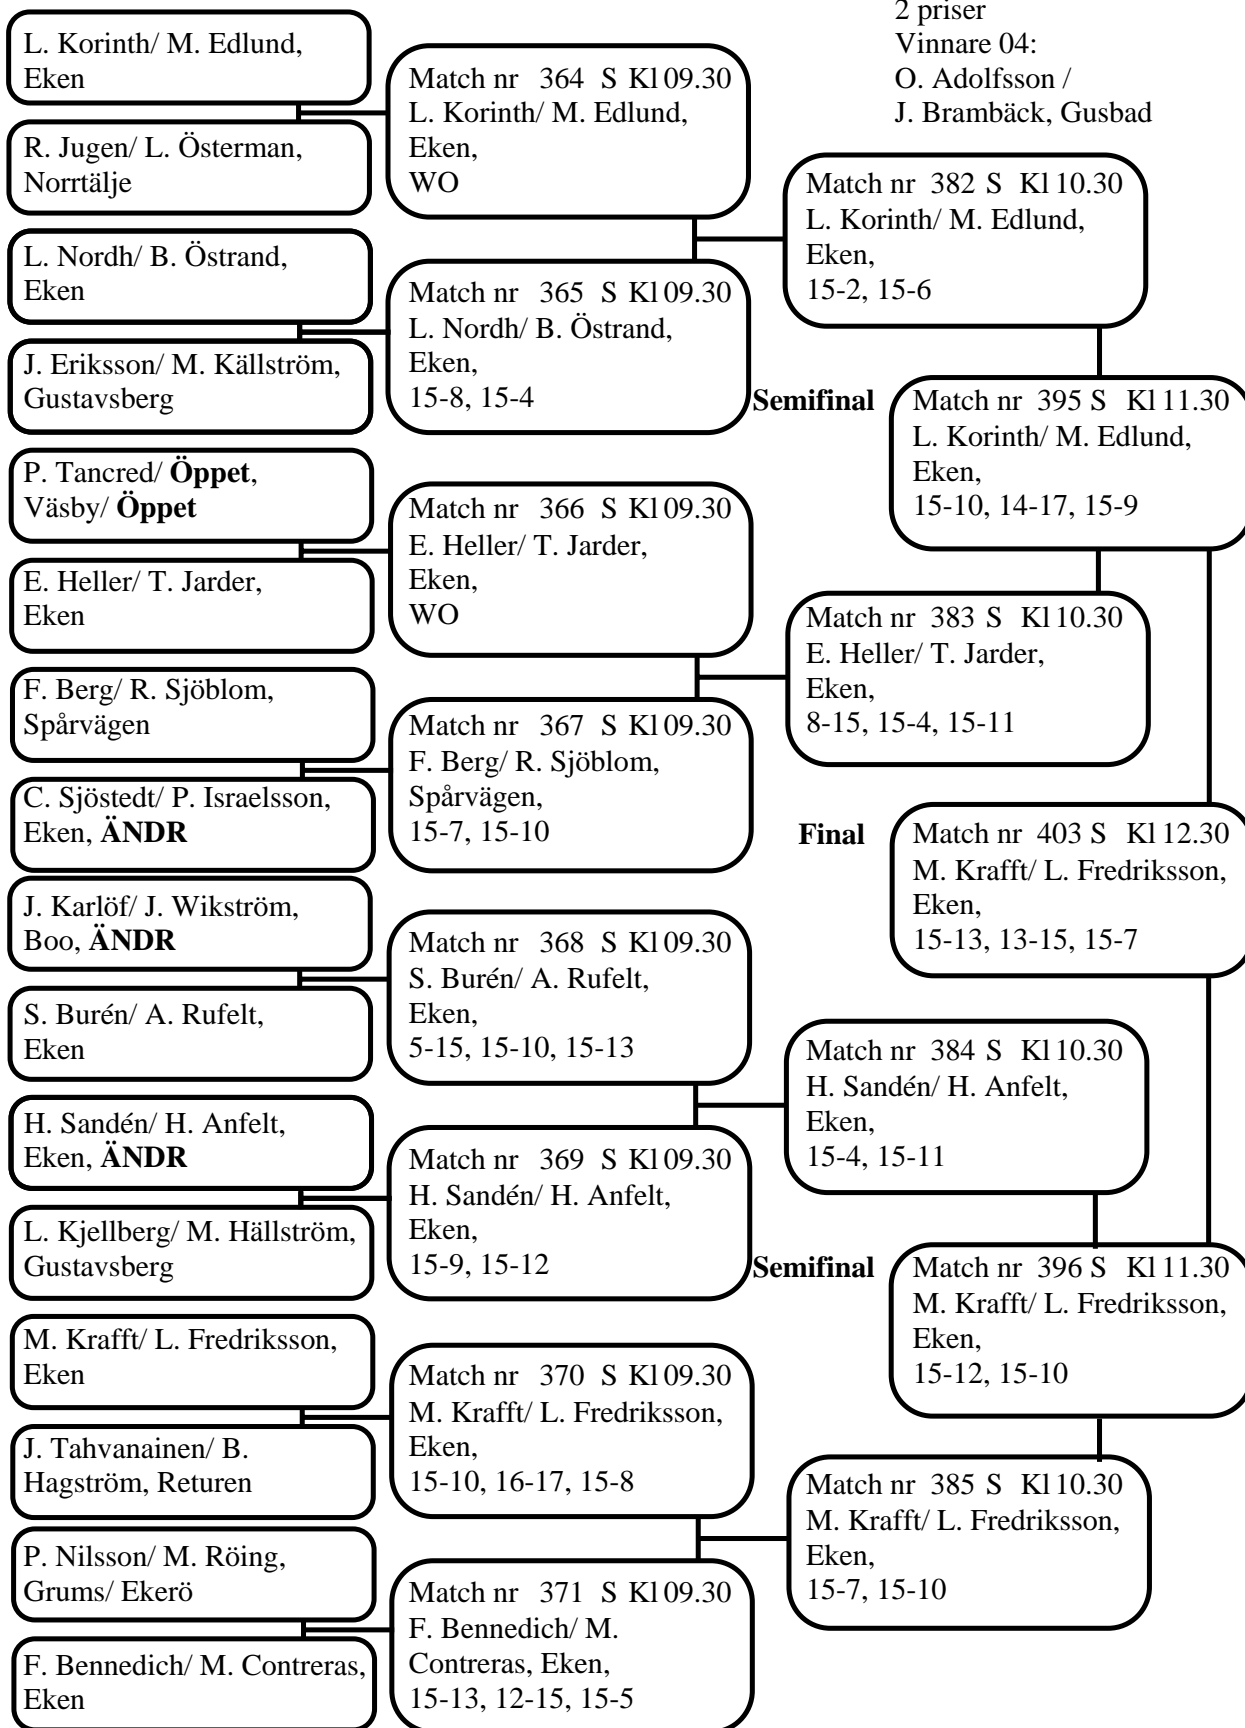 2 priser
Vinnare 04:
O. Adolfsson /
J. Brambäck, Gusbad
L. Korinth/ M. Edlund,
Eken
R. Jugen/ L. Österman,
Norrtälje
L. Nordh/ B. Östrand,
Eken
J. Eriksson/ M. Källström,
Gustavsberg
P. Tancred/ Öppet,
Väsby/ Öppet
E. Heller/ T. Jarder,
Eken
F. Berg/ R. Sjöblom,
Spårvägen
C. Sjöstedt/ P. Israelsson,
Eken, ÄNDR
J. Karlöf/ J. Wikström,
Boo, ÄNDR
S. Burén/ A. Rufelt,
Eken
H. Sandén/ H. Anfelt,
Eken, ÄNDR
L. Kjellberg/ M. Hällström,
Gustavsberg
M. Krafft/ L. Fredriksson,
Eken
J. Tahvanainen/ B.
Hagström, Returen
P. Nilsson/ M. Röing,
Grums/ Ekerö
F. Bennedich/ M. Contreras,
Eken
Match nr 364 S Kl 09.30
L. Korinth/ M. Edlund,
Eken,
WO
Match nr 365 S Kl 09.30
L. Nordh/ B. Östrand,
Eken,
15-8, 15-4
Match nr 366 S Kl 09.30
E. Heller/ T. Jarder,
Eken,
WO
Match nr 367 S Kl 09.30
F. Berg/ R. Sjöblom,
Spårvägen,
15-7, 15-10
Match nr 368 S Kl 09.30
S. Burén/ A. Rufelt,
Eken,
5-15, 15-10, 15-13
Match nr 369 S Kl 09.30
H. Sandén/ H. Anfelt,
Eken,
15-9, 15-12
Match nr 370 S Kl 09.30
M. Krafft/ L. Fredriksson,
Eken,
15-10, 16-17, 15-8
Match nr 371 S Kl 09.30
F. Bennedich/ M.
Contreras, Eken,
15-13, 12-15, 15-5
Match nr 382 S Kl 10.30
L. Korinth/ M. Edlund,
Eken,
15-2, 15-6
Match nr 383 S Kl 10.30
E. Heller/ T. Jarder,
Eken,
8-15, 15-4, 15-11
Match nr 384 S Kl 10.30
H. Sandén/ H. Anfelt,
Eken,
15-4, 15-11
Match nr 385 S Kl 10.30
M. Krafft/ L. Fredriksson,
Eken,
15-7, 15-10
Semifinal
Match nr 395 S Kl 11.30
L. Korinth/ M. Edlund,
Eken,
15-10, 14-17, 15-9
Final
Match nr 403 S Kl 12.30
M. Krafft/ L. Fredriksson,
Eken,
15-13, 13-15, 15-7
Semifinal
Match nr 396 S Kl 11.30
M. Krafft/ L. Fredriksson,
Eken,
15-12, 15-10